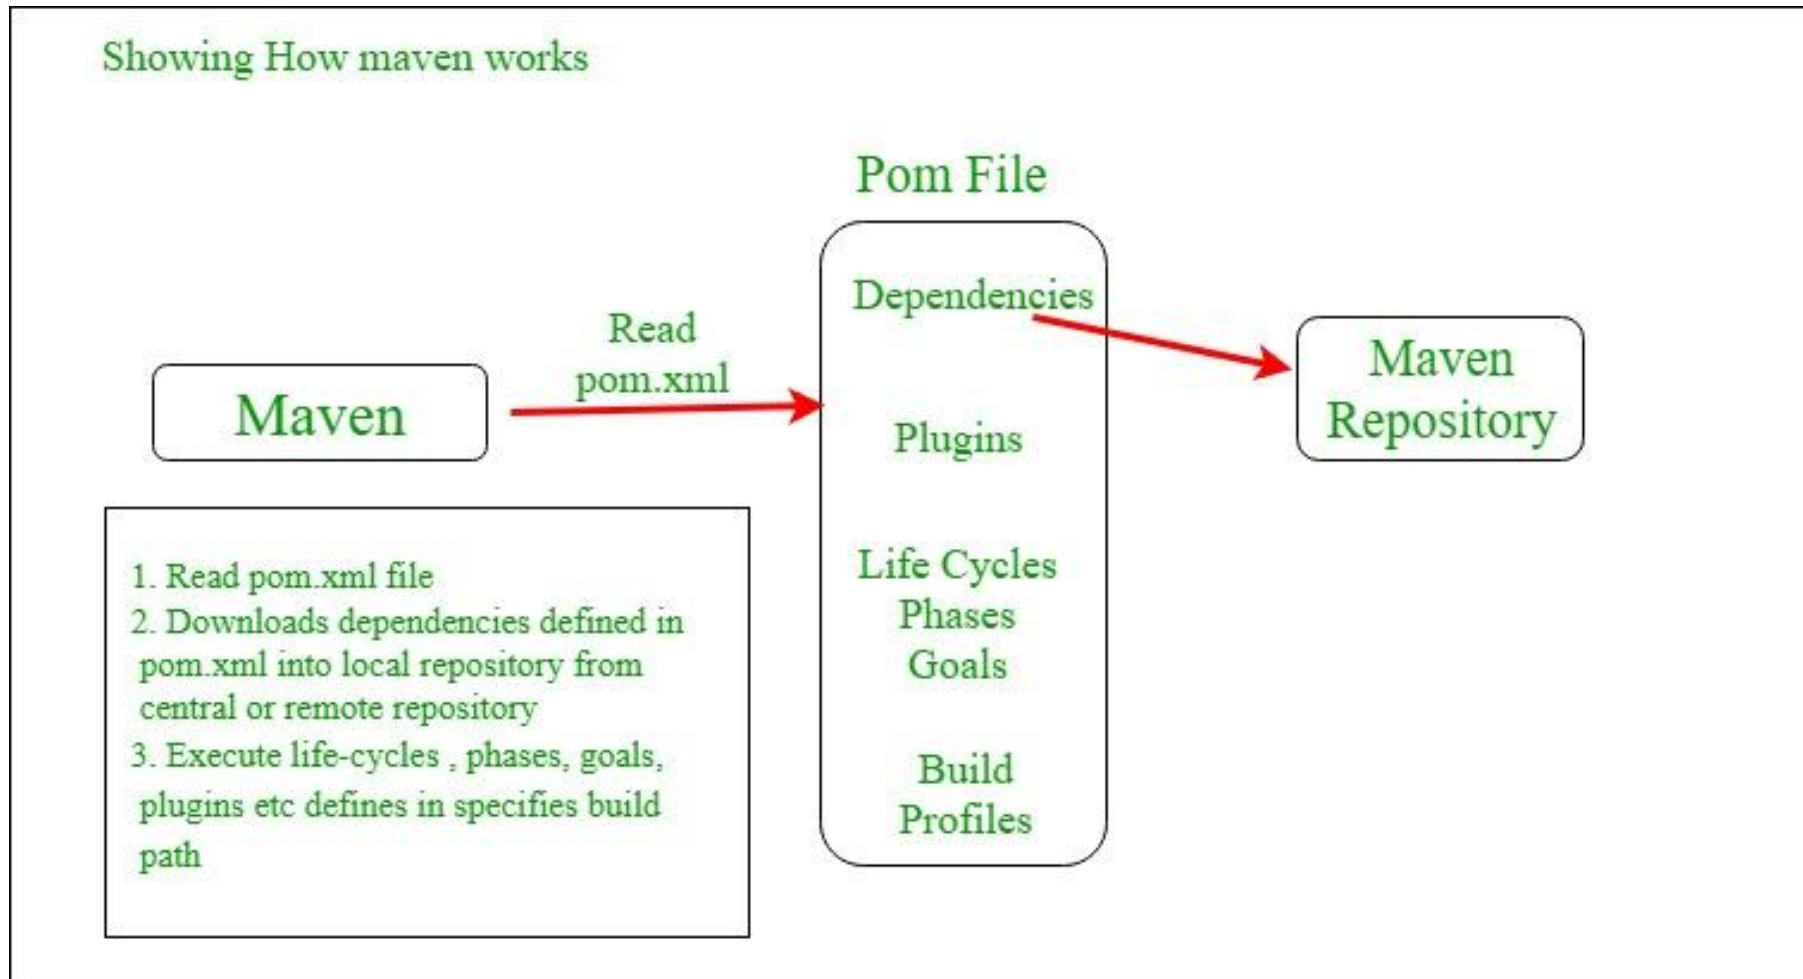 Showing How maven works
Pom File
Dependencies
Read
pom.xml
Maven
Maven
Repository
Plugins
Life Cycles
Phases
Goals
Build
Profiles
1. Read pom.xml file
2. Downloads dependencies defined in
pom.xml into local repository from
central or remote repository
3. Execute life-cycles , phases, goals,
plugins etc defines in specifies build
path